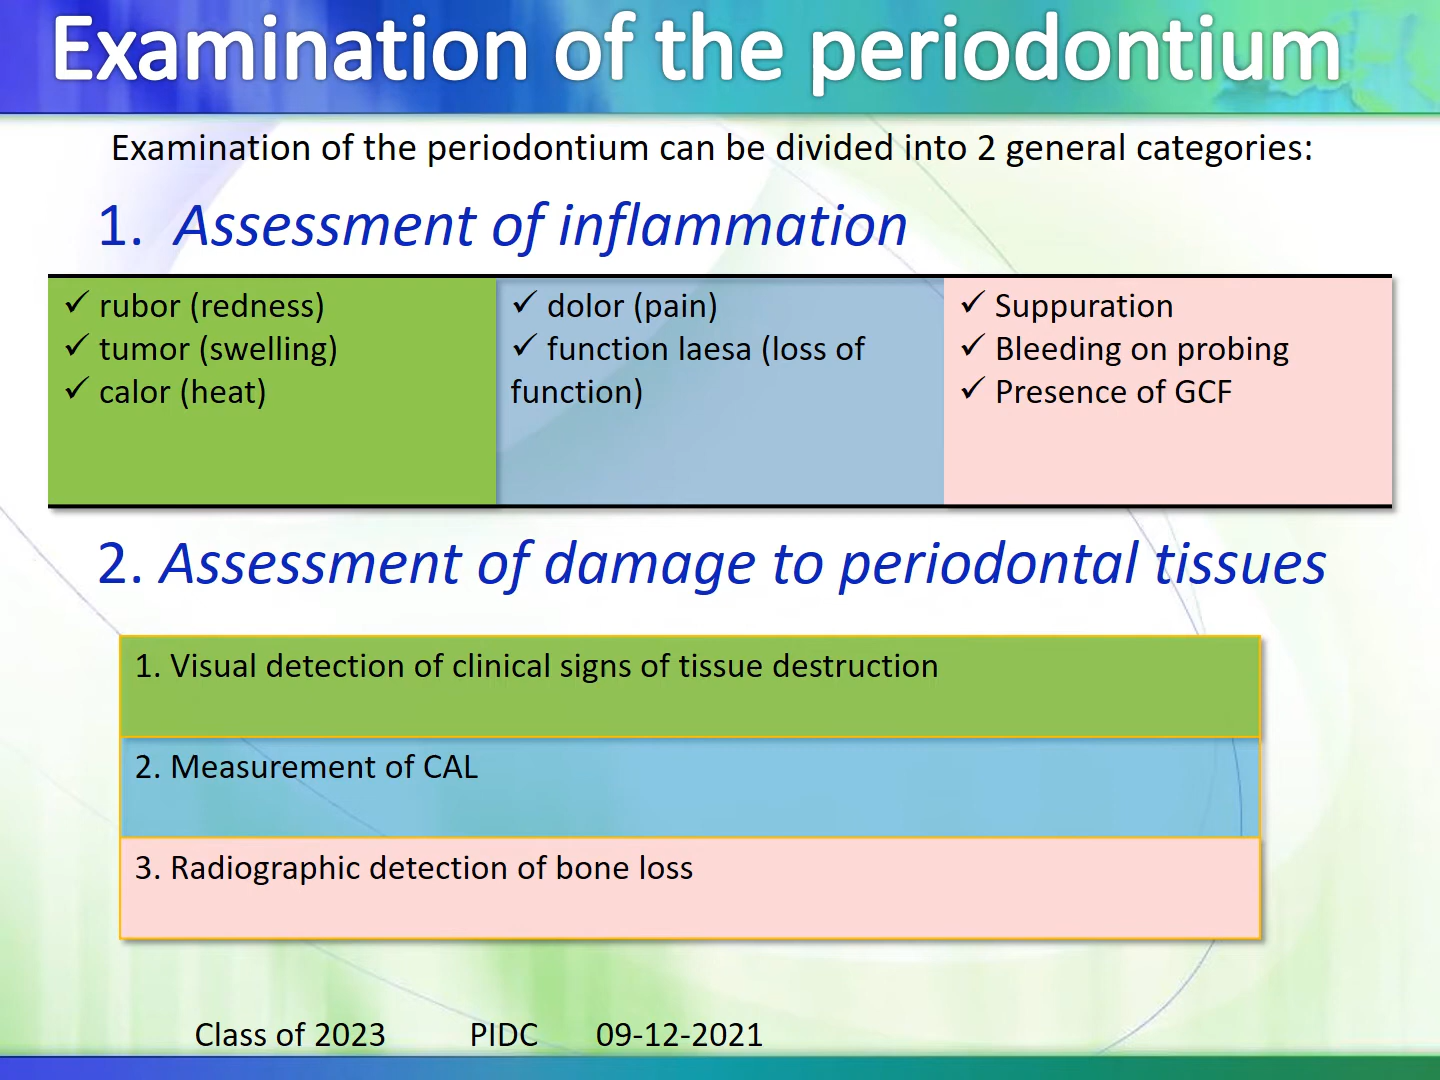 Examination of the periodontium
Examination of the periodontium can be divided into 2 general categories:
1. Assessment of inflammation
✓ rubor (redness)
✓ tumor (swelling)
✓ calor (heat)
✓ dolor (pain)
✓ function laesa (loss of
function)
✓ Suppuration
✓ Bleeding on probing
✓ Presence of GCF
2. Assessment of damage to periodontal tissues
1. Visual detection of clinical signs of tissue destruction
2. Measurement of CAL
3. Radiographic detection of bone loss
Class of 2023 PIDC 09-12-2021